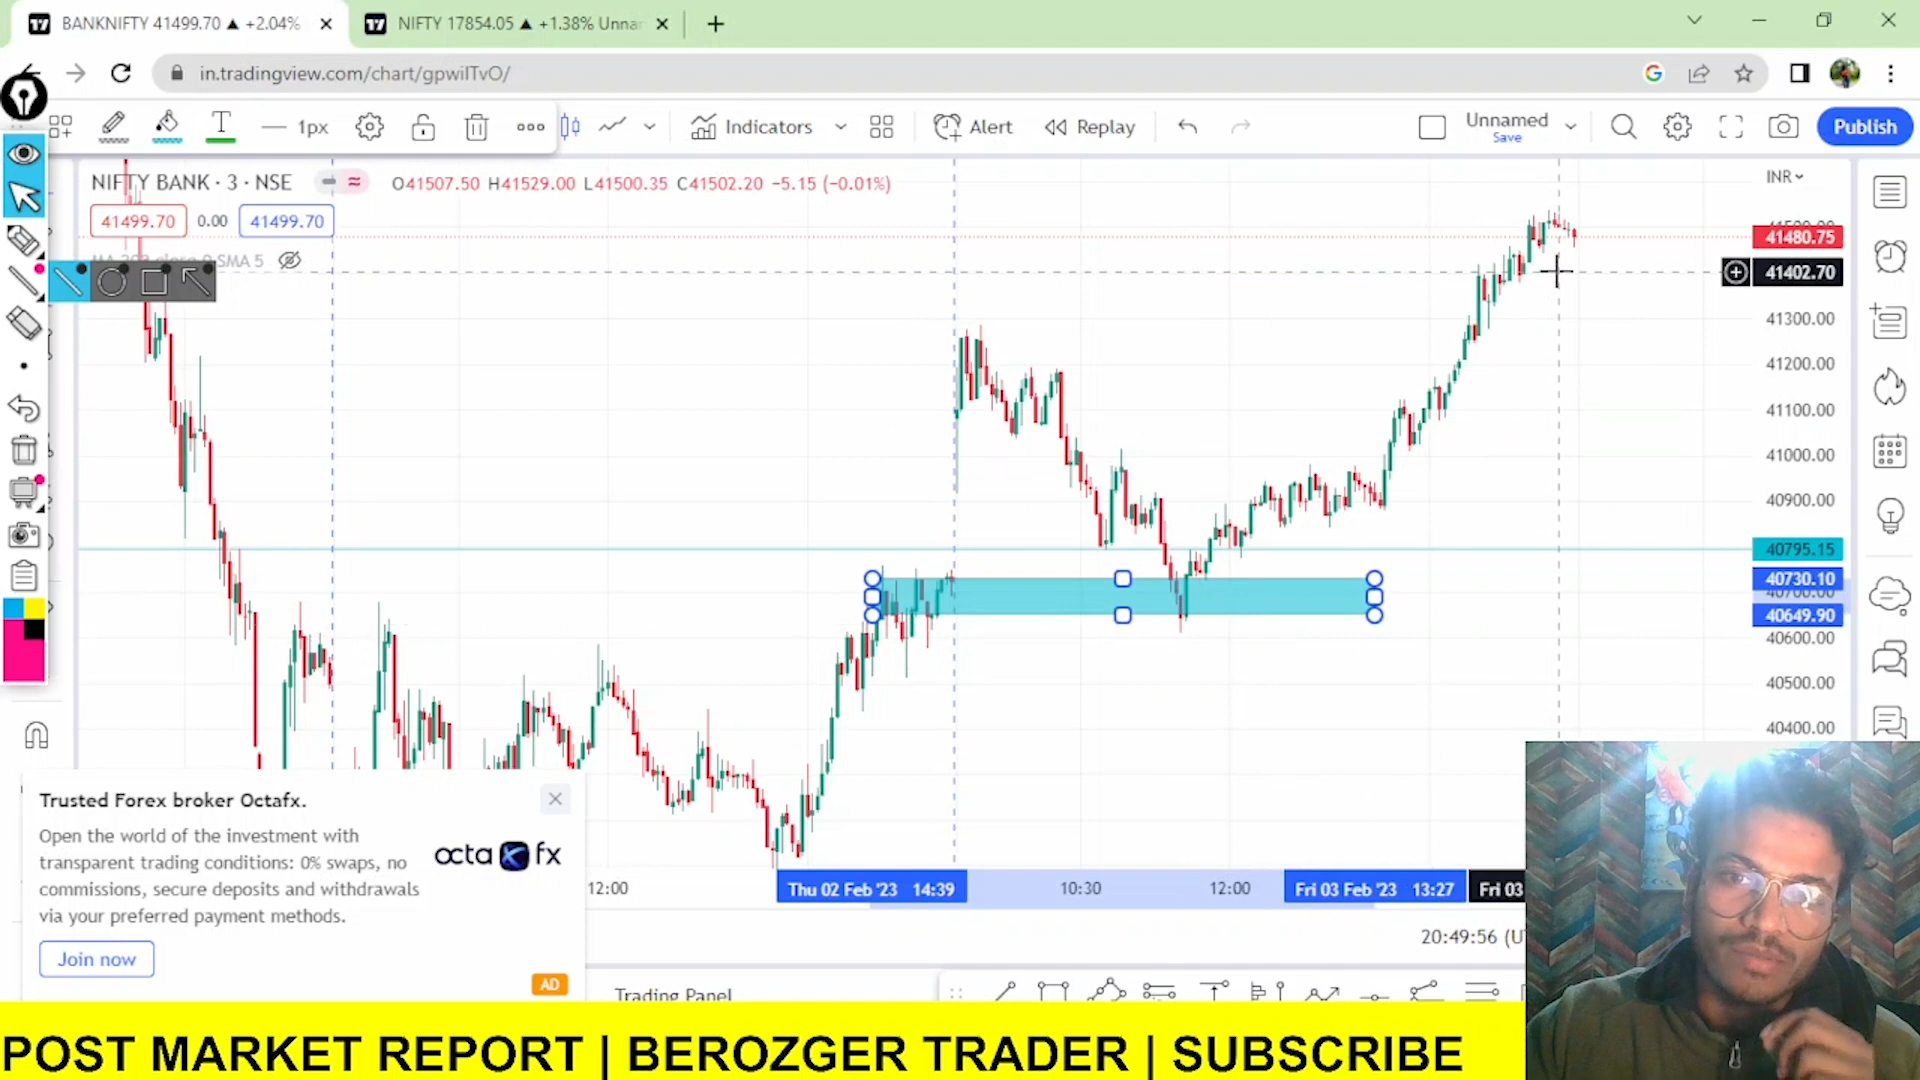 BANKNIFTY 41499.70 ▲ +2.04%
NIFTY 17854.05 ▲ +1.38% Unna
in.tradingview.com/chart/gpwiITvO/
T
1px
Indicators
Alert
Replay
Unnamed
Save
Publish
NIFTY BANK · 3 · NSE
O41507.50 H41529.00 L41500.35 C41502.20 −5.15 (−0.01%)
INR
41499.70 0.00 41499.70
SMA 5
41480.75
41402.70
41300.00
41200.00
41100.00
41000.00
40900.00
40795.15
40730.10
40649.90
40600.00
40500.00
40400.00
Trusted Forex broker Octafx.
Open the world of the investment with
transparent trading conditions: 0% swaps, no
commissions, secure deposits and withdrawals
via your preferred payment methods.
octa fx
Join now
AD
12:00
Thu 02 Feb '23 14:39
10:30
12:00
Fri 03 Feb '23 13:27
Fri 03
20:49:56 (U
Trading Panel
POST MARKET REPORT | BEROZGER TRADER | SUBSCRIBE